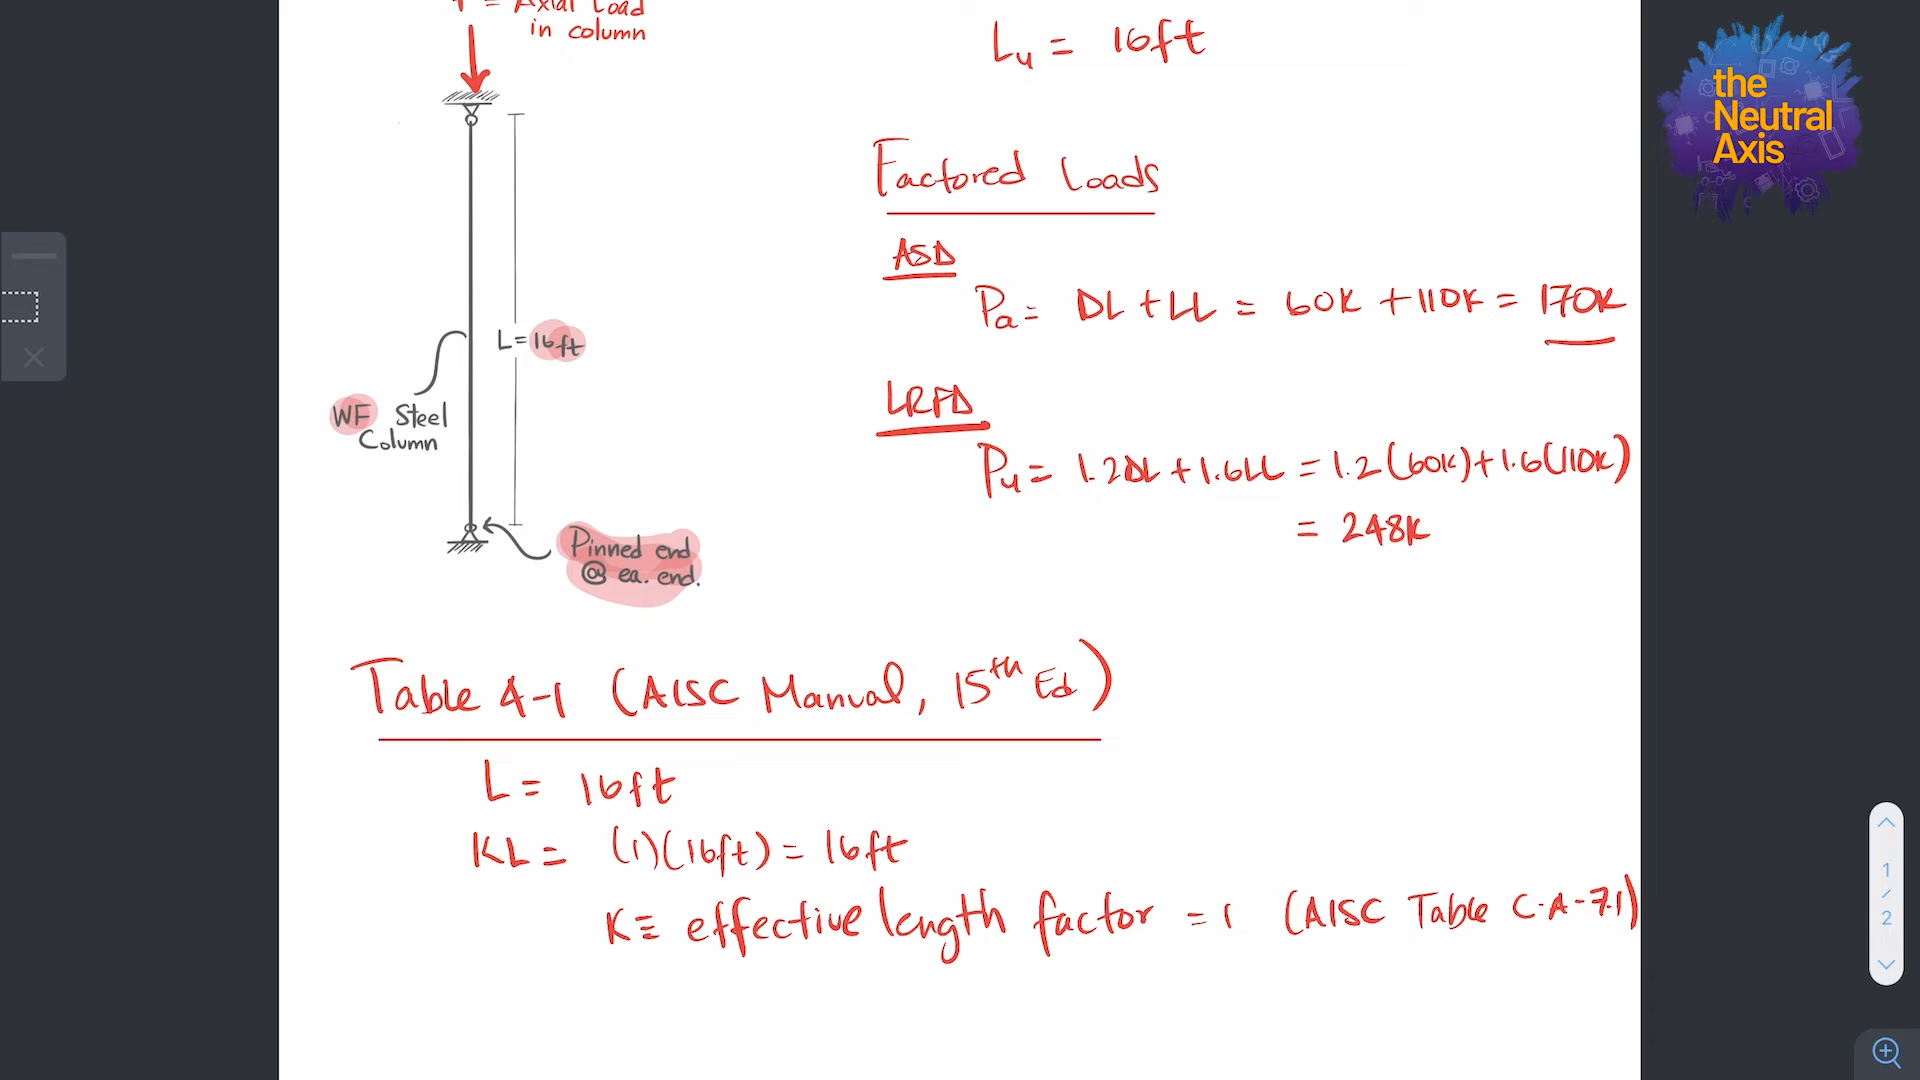 P = Axial Load
in column
L=16ft
WF Steel
Column
Pinned end
@ ea. end.
Lu = 16ft
Factored Loads
ASD
Pa = DL + LL = 60K + 110K = 170K
LRFD
Pu = 1.2DL + 1.6LL = 1.2(60K) + 1.6(110K)
= 248K
Table 4-1 (AISC Manual, 15th Ed)
L = 16ft
KL = (1)(16ft) = 16ft
K ≡ effective length factor = 1 (AISC Table C-A-7.1)
the
Neutral
Axis
1
/
2